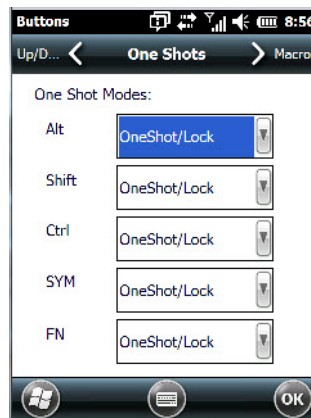 Buttons 8:56
Up/D... One Shots Macro
One Shot Modes:
Alt OneShot/Lock
Shift OneShot/Lock
Ctrl OneShot/Lock
SYM OneShot/Lock
FN OneShot/Lock
OK